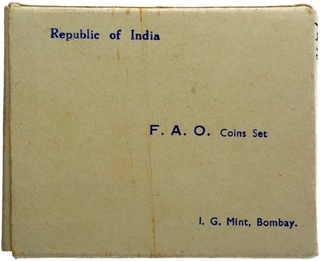 Republic of India
F. A. O. Coins Set
I. G. Mint, Bombay.